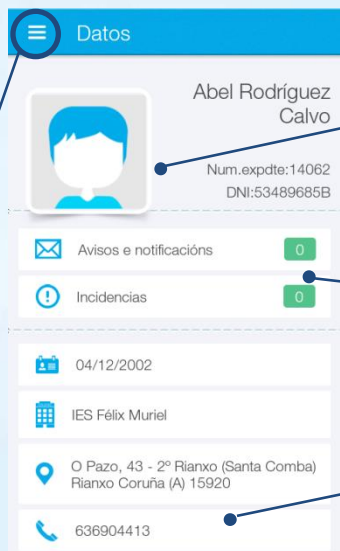 Datos
Abel Rodríguez
Calvo
Num.expdte:14062
DNI:53489685B
Avisos e notificacións 0
Incidencias 0
04/12/2002
IES Félix Muriel
O Pazo, 43 - 2º Rianxo (Santa Comba)
Rianxo Coruña (A) 15920
636904413